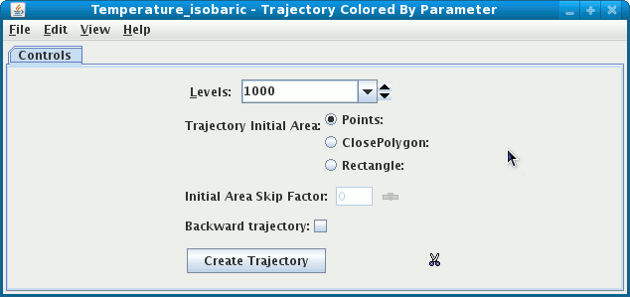 Temperature_isobaric - Trajectory Colored By Parameter
File Edit View Help
Controls
Levels: 1000
Trajectory Initial Area: Points:
ClosePolygon:
Rectangle:
Initial Area Skip Factor: 0
Backward trajectory:
Create Trajectory